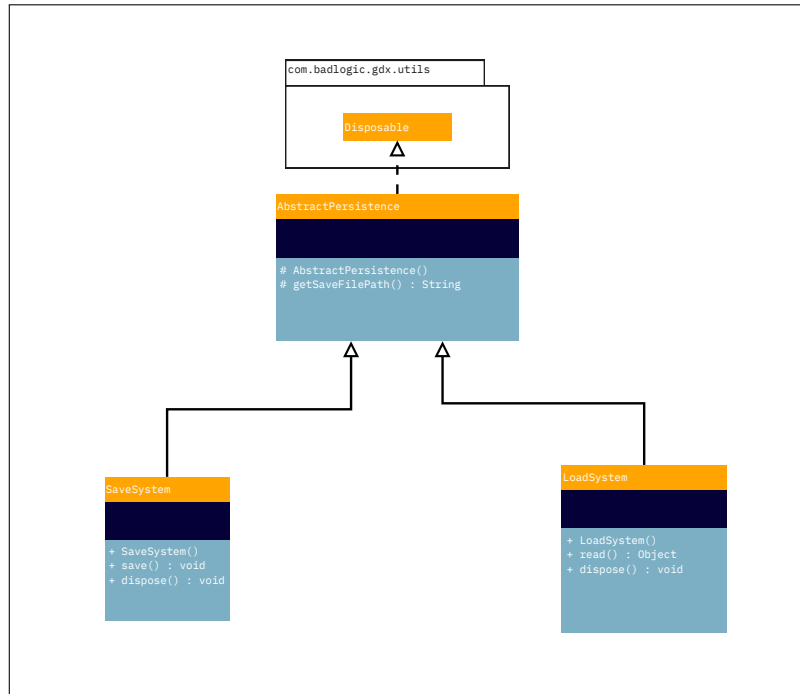 com.badlogic.gdx.utils
Disposable
AbstractPersistence
# AbstractPersistence()
# getSaveFilePath() : String
SaveSystem
+ SaveSystem()
+ save() : void
+ dispose() : void
LoadSystem
+ LoadSystem()
+ read() : Object
+ dispose() : void